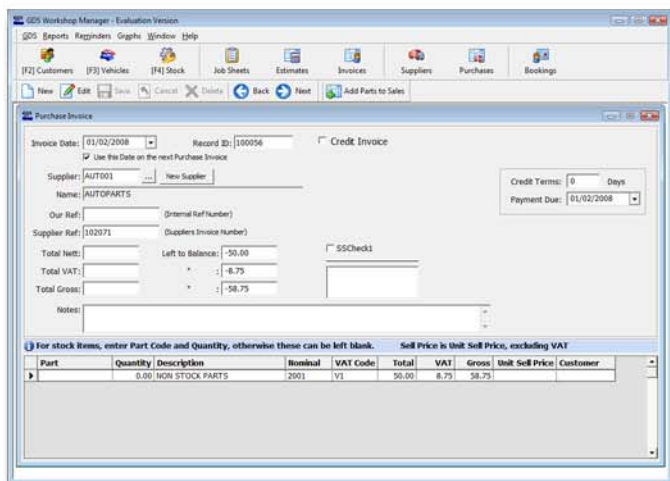 GDS Workshop Manager - Evaluation Version
GDS Reports Reminders Graphs Window Help
[F2] Customers [F3] Vehicles [F4] Stock Job Sheets Estimates Invoices Suppliers Purchases Bookings
New Edit Save Cancel Delete Back Next Add Parts to Sales
Purchase Invoice
Invoice Date: 01/02/2008 Record ID: 100056 Credit Invoice
Use this Date on the next Purchase Invoice
Supplier: AUT001 ... New Supplier
Credit Terms: 0 Days
Name: AUTOPARTS
Payment Due: 01/02/2008
Our Ref: (Internal Ref Number)
Supplier Ref: 102071 (Suppliers Invoice Number)
Total Nett: Left to Balance: -50.00 SSCheck1
Total VAT: " : -8.75
Total Gross: " : -58.75
Notes:
For stock items, enter Part Code and Quantity, otherwise these can be left blank. Sell Price is Unit Sell Price, excluding VAT
Part Quantity Description Nominal VAT Code Total VAT Gross Unit Sell Price Customer
0.00 NON STOCK PARTS 2001 V1 50.00 8.75 58.75